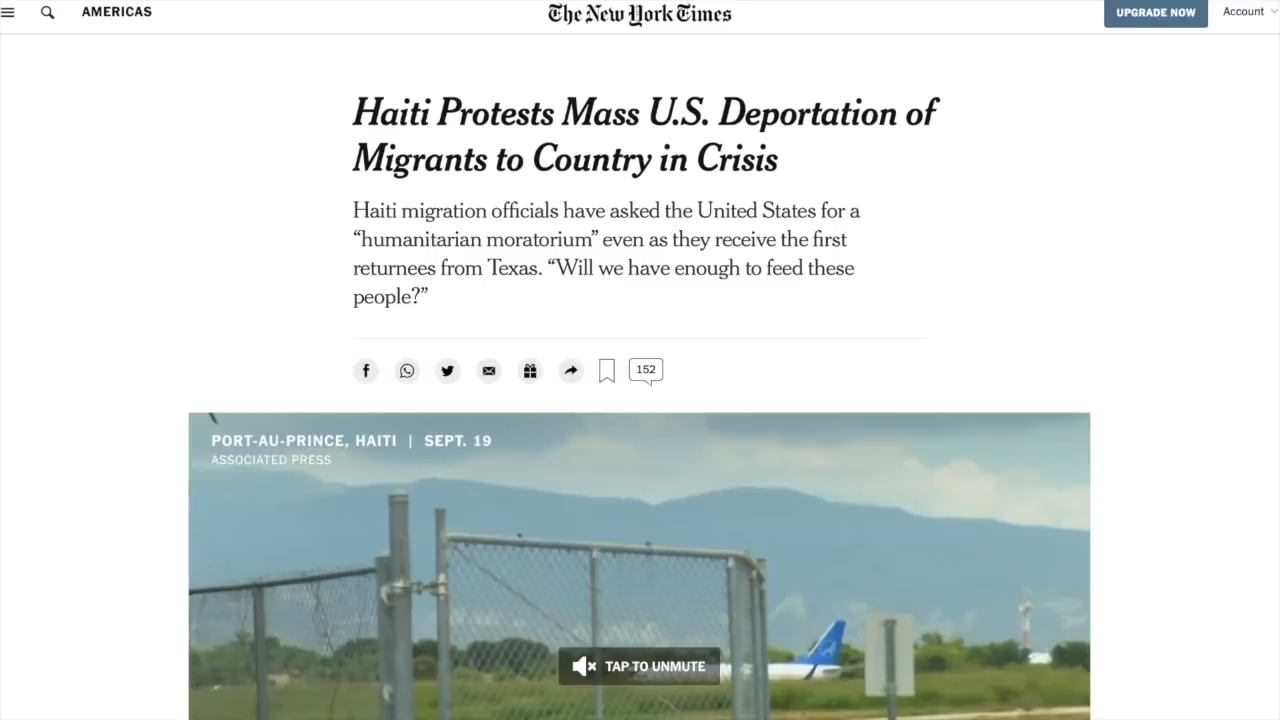 AMERICAS
The New York Times
UPGRADE NOW
Account
Haiti Protests Mass U.S. Deportation of
Migrants to Country in Crisis
Haiti migration officials have asked the United States for a
“humanitarian moratorium” even as they receive the first
returnees from Texas. “Will we have enough to feed these
people?”
152
PORT-AU-PRINCE, HAITI | SEPT. 19
ASSOCIATED PRESS
TAP TO UNMUTE